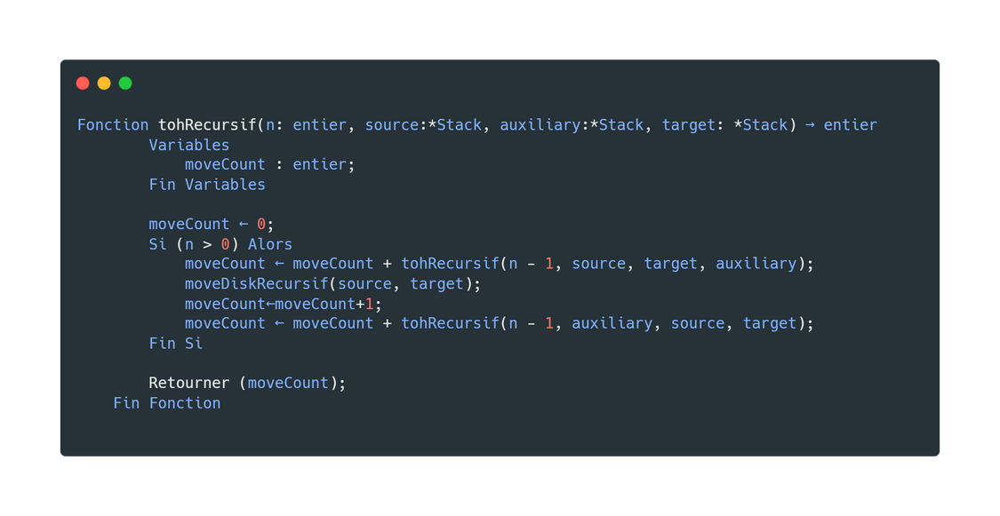 Fonction tohRecursif(n: entier, source:*Stack, auxiliary:*Stack, target: *Stack) → entier
Variables
moveCount : entier;
Fin Variables
moveCount ← 0;
Si (n > 0) Alors
moveCount ← moveCount + tohRecursif(n - 1, source, target, auxiliary);
moveDiskRecursif(source, target);
moveCount←moveCount+1;
moveCount ← moveCount + tohRecursif(n - 1, auxiliary, source, target);
Fin Si
Retourner (moveCount);
Fin Fonction